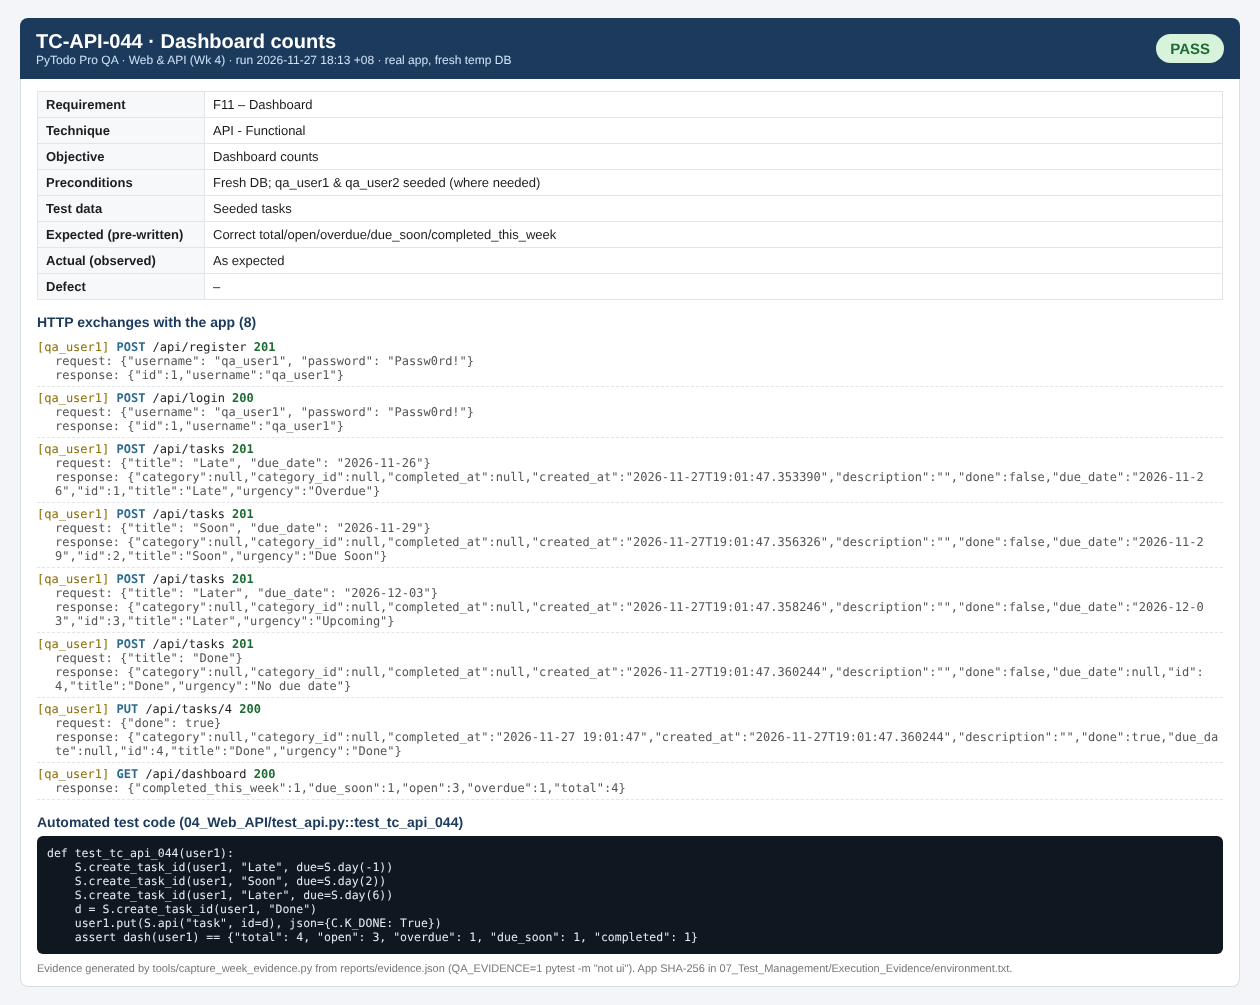 TC-API-044 · Dashboard counts
PyTodo Pro QA · Web & API (Wk 4) · run 2026-11-27 18:13 +08 · real app, fresh temp DB
PASS
Requirement F11 – Dashboard
Technique API - Functional
Objective Dashboard counts
Preconditions Fresh DB; qa_user1 & qa_user2 seeded (where needed)
Test data Seeded tasks
Expected (pre-written) Correct total/open/overdue/due_soon/completed_this_week
Actual (observed) As expected
Defect –
HTTP exchanges with the app (8)
[qa_user1] POST /api/register 201
request: {"username": "qa_user1", "password": "Passw0rd!"}
response: {"id":1,"username":"qa_user1"}
[qa_user1] POST /api/login 200
request: {"username": "qa_user1", "password": "Passw0rd!"}
response: {"id":1,"username":"qa_user1"}
[qa_user1] POST /api/tasks 201
request: {"title": "Late", "due_date": "2026-11-26"}
response: {"category":null,"category_id":null,"completed_at":null,"created_at":"2026-11-27T19:01:47.353390","description":"","done":false,"due_date":"2026-11-2
6","id":1,"title":"Late","urgency":"Overdue"}
[qa_user1] POST /api/tasks 201
request: {"title": "Soon", "due_date": "2026-11-29"}
response: {"category":null,"category_id":null,"completed_at":null,"created_at":"2026-11-27T19:01:47.356326","description":"","done":false,"due_date":"2026-11-2
9","id":2,"title":"Soon","urgency":"Due Soon"}
[qa_user1] POST /api/tasks 201
request: {"title": "Later", "due_date": "2026-12-03"}
response: {"category":null,"category_id":null,"completed_at":null,"created_at":"2026-11-27T19:01:47.358246","description":"","done":false,"due_date":"2026-12-0
3","id":3,"title":"Later","urgency":"Upcoming"}
[qa_user1] POST /api/tasks 201
request: {"title": "Done"}
response: {"category":null,"category_id":null,"completed_at":null,"created_at":"2026-11-27T19:01:47.360244","description":"","done":false,"due_date":null,"id":
4,"title":"Done","urgency":"No due date"}
[qa_user1] PUT /api/tasks/4 200
request: {"done": true}
response: {"category":null,"category_id":null,"completed_at":"2026-11-27 19:01:47","created_at":"2026-11-27T19:01:47.360244","description":"","done":true,"due_da
te":null,"id":4,"title":"Done","urgency":"Done"}
[qa_user1] GET /api/dashboard 200
response: {"completed_this_week":1,"due_soon":1,"open":3,"overdue":1,"total":4}
Automated test code (04_Web_API/test_api.py::test_tc_api_044)
def test_tc_api_044(user1):
    S.create_task_id(user1, "Late", due=S.day(-1))
    S.create_task_id(user1, "Soon", due=S.day(2))
    S.create_task_id(user1, "Later", due=S.day(6))
    d = S.create_task_id(user1, "Done")
    user1.put(S.api("task", id=d), json={C.K_DONE: True})
    assert dash(user1) == {"total": 4, "open": 3, "overdue": 1, "due_soon": 1, "completed": 1}
Evidence generated by tools/capture_week_evidence.py from reports/evidence.json (QA_EVIDENCE=1 pytest -m "not ui"). App SHA-256 in 07_Test_Management/Execution_Evidence/environment.txt.